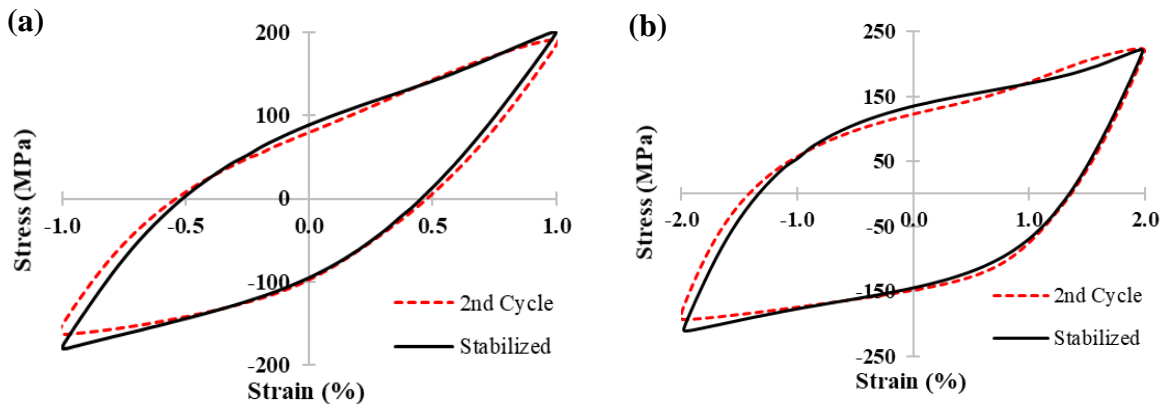 (a)
Stress (MPa)
200
100
0
-100
-200
-1.0
-0.5
0.0
0.5
1.0
2nd Cycle
Stabilized
Strain (%)
(b)
Stress (MPa)
250
150
50
-50
-150
-250
-2.0
-1.0
0.0
1.0
2.0
2nd Cycle
Stabilized
Strain (%)